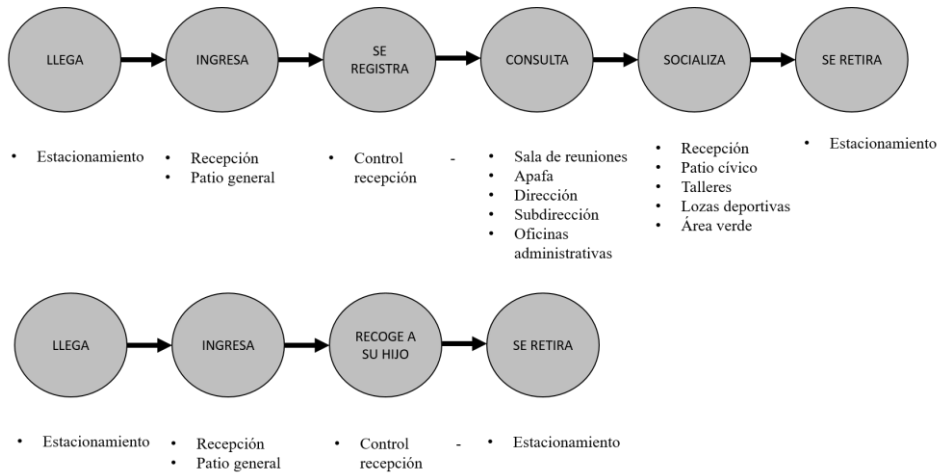 LLEGA
INGRESA
SE
REGISTRA
CONSULTA
SOCIALIZA
SE RETIRA
• Estacionamiento
• Recepción
• Patio general
• Control -
recepción
• Sala de reuniones
• Apafa
• Dirección
• Subdirección
• Oficinas
administrativas
• Recepción
• Patio cívico
• Talleres
• Lozas deportivas
• Área verde
• Estacionamiento
LLEGA
INGRESA
RECOGE A
SU HIJO
SE RETIRA
• Estacionamiento
• Recepción
• Patio general
• Control -
recepción
• Estacionamiento